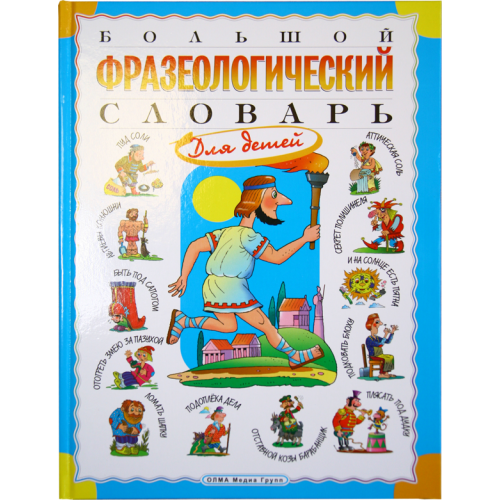 БОЛЬШОЙ
ФРАЗЕОЛОГИЧЕСКИЙ
СЛОВАРЬ
Для детей
ПУД СОЛИ
АТТИЧЕСКАЯ СОЛЬ
АВГИЕВЫ КОНЮШНИ
СЕКРЕТ ПОЛИШИНЕЛЯ
БЫТЬ ПОД САПОГОМ
И НА СОЛНЦЕ ЕСТЬ ПЯТНА
ОТОГРЕТЬ ЗМЕЮ ЗА ПАЗУХОЙ
ПОДКОВАТЬ БЛОХУ
ЛОМАТЬ ШАПКУ
ПОДОПЛЁКА ДЕЛА
ОТСТАВНОЙ КОЗЫ БАРАБАНЩИК
ПЛЯСАТЬ ПОД ДУДКУ
ОЛМА Медиа Групп